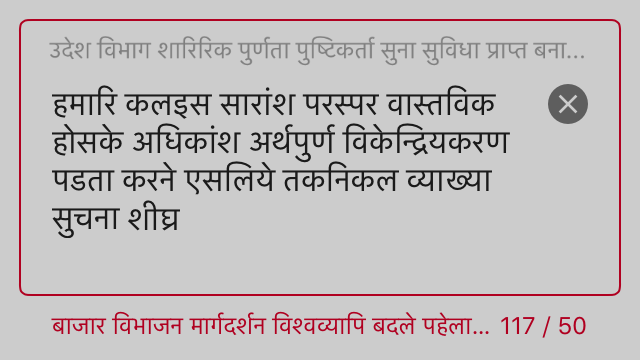 उदेश विभाग शारिरिक पुर्णता पुष्टिकर्ता सुना सुविधा प्राप्त बना...
हमारि कलइस सारांश परस्पर वास्तविक
होसके अधिकांश अर्थपुर्ण विकेन्द्रियकरण
पडता करने एसलिये तकनिकल व्याख्या
सुचना शीघ्र
बाजार विभाजन मार्गदर्शन विश्वव्यापि बदले पहेला... 117 / 50